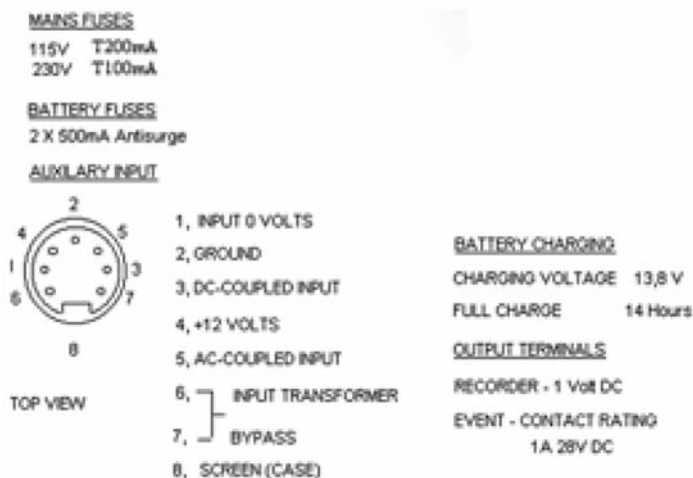 MAINS FUSES
115V T200mA
230V T100mA
BATTERY FUSES
2 X 500mA Antisurge
AUXILARY INPUT
2
4 5
1 3
6 7
8
TOP VIEW
1, INPUT 0 VOLTS
2, GROUND
3, DC-COUPLED INPUT
4, +12 VOLTS
5, AC-COUPLED INPUT
6, INPUT TRANSFORMER
7, BYPASS
8, SCREEN (CASE)
BATTERY CHARGING
CHARGING VOLTAGE 13,8 V
FULL CHARGE 14 Hours
OUTPUT TERMINALS
RECORDER - 1 Volt DC
EVENT - CONTACT RATING
1A 28V DC